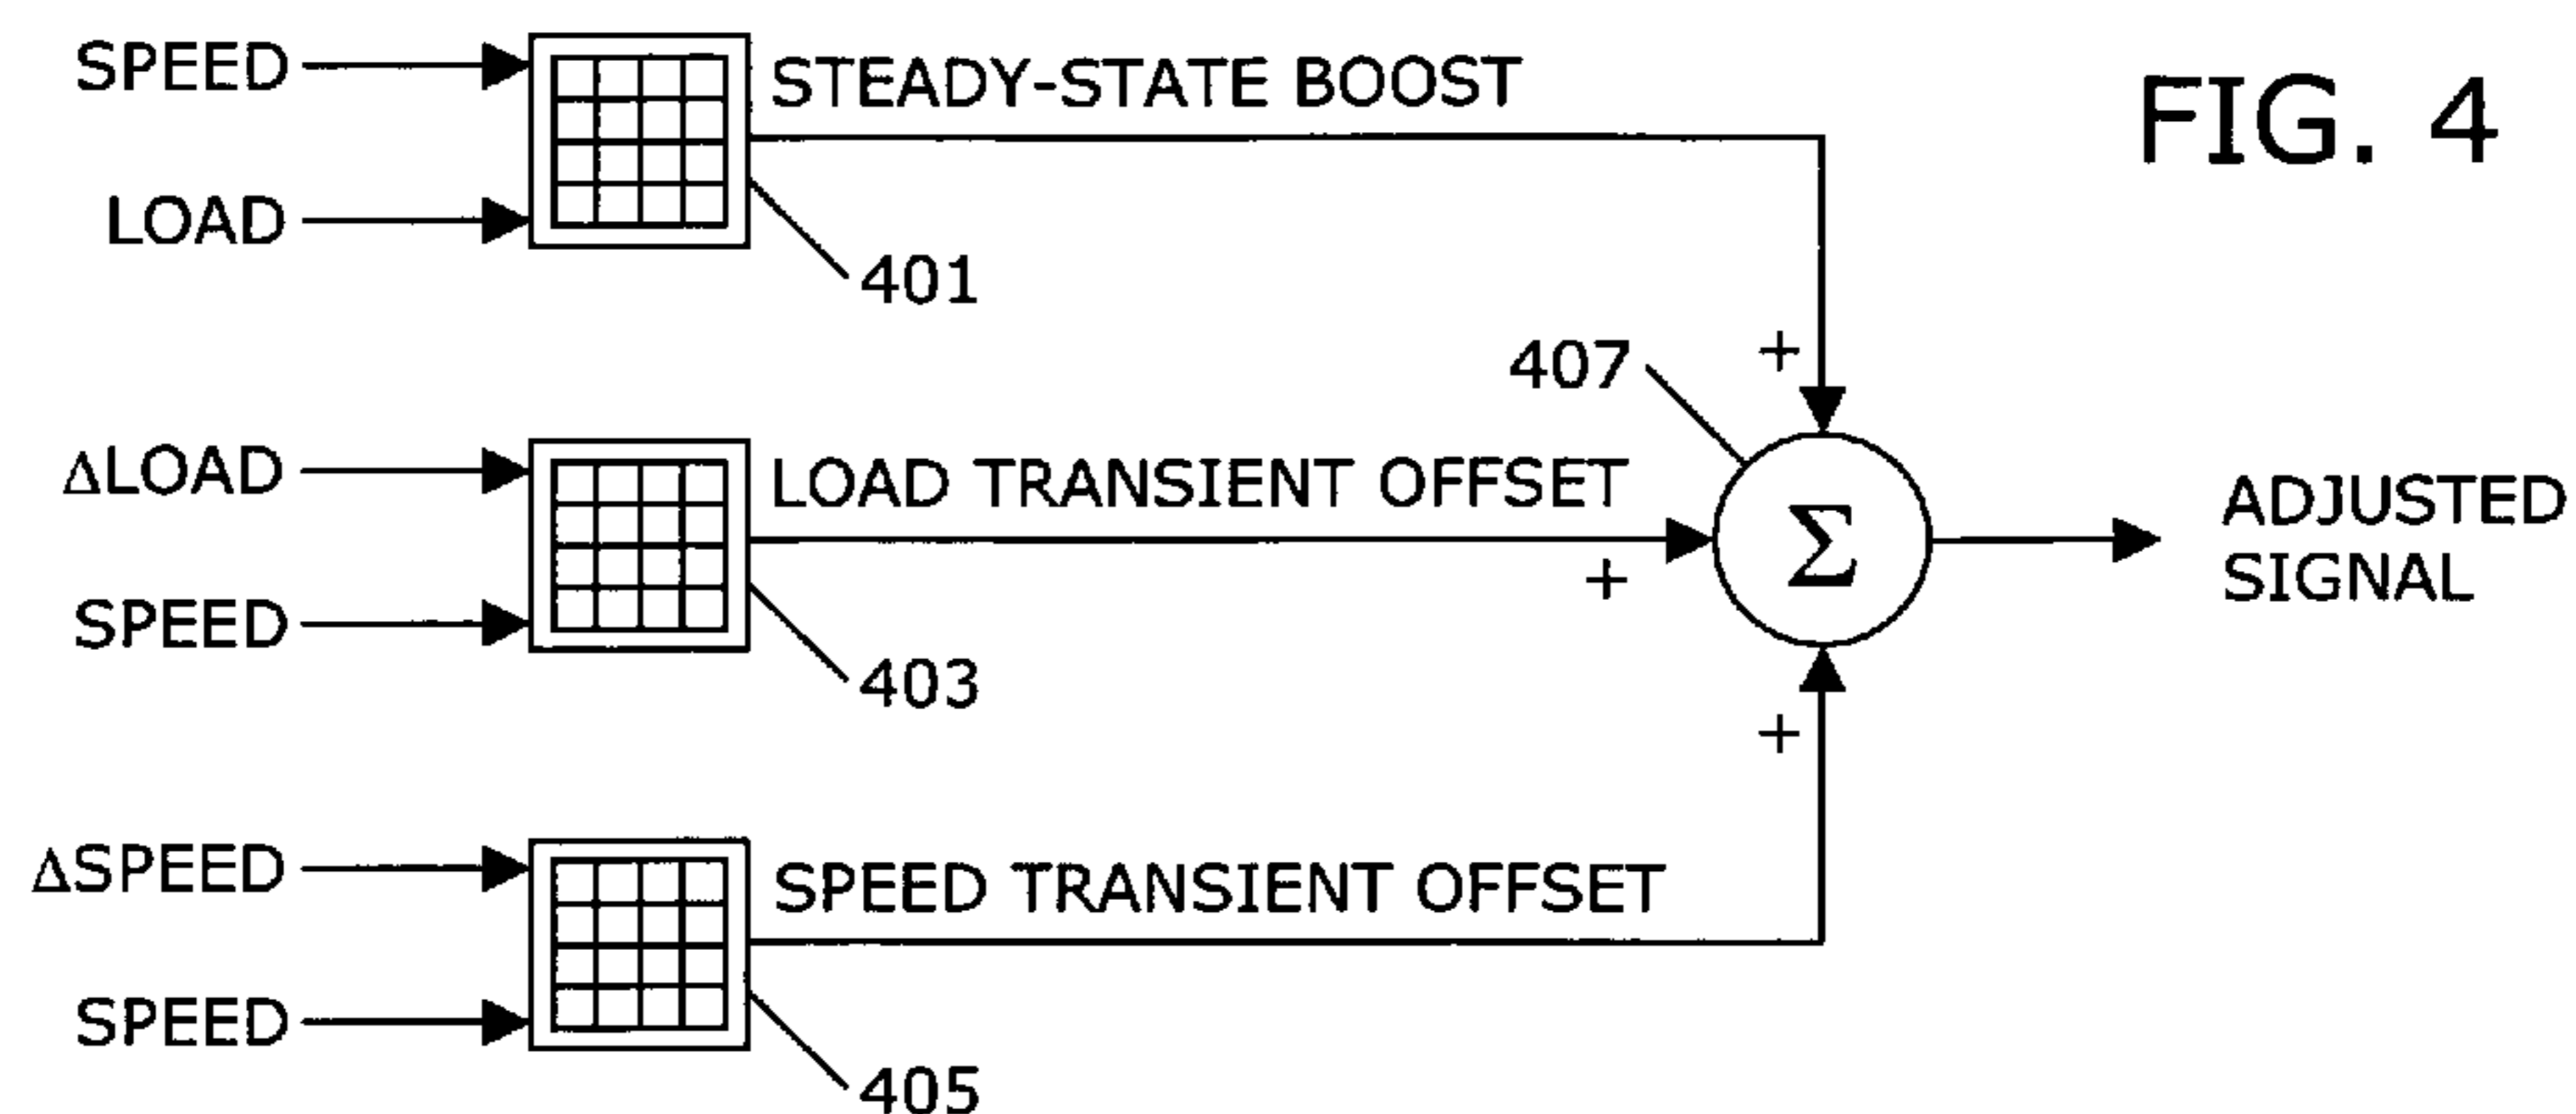 FIG. 4
SPEED
STEADY-STATE BOOST
LOAD
401
407
+
ΔLOAD
LOAD TRANSIENT OFFSET
Σ
ADJUSTED
SIGNAL
+
SPEED
403
+
ΔSPEED
SPEED TRANSIENT OFFSET
SPEED
405